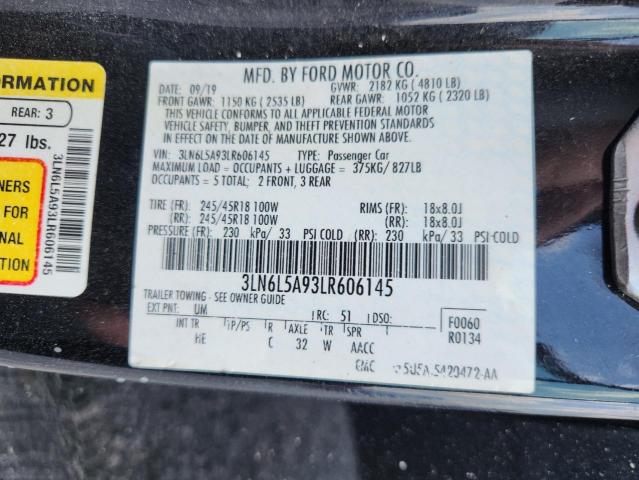 ORMATION
REAR: 3
27 lbs.
NERS
FOR
NAL
ATION
3LN6L5A93LR606145
MFD. BY FORD MOTOR CO.
DATE: 09/19 GVWR: 2182 KG ( 4810 LB)
FRONT GAWR: 1150 KG ( 2535 LB) REAR GAWR: 1052 KG ( 2320 LB)
THIS VEHICLE CONFORMS TO ALL APPLICABLE FEDERAL MOTOR
VEHICLE SAFETY, BUMPER, AND THEFT PREVENTION STANDARDS
IN EFFECT ON THE DATE OF MANUFACTURE SHOWN ABOVE.
VIN: 3LN6L5A93LR606145 TYPE: Passenger Car
MAXIMUM LOAD = OCCUPANTS + LUGGAGE = 375KG/ 827LB
OCCUPANTS = 5 TOTAL; 2 FRONT, 3 REAR
TIRE (FR): 245/45R18 100W RIMS (FR): 18x8.0J
(RR): 245/45R18 100W (RR): 18x8.0J
PRESSURE (FR): 230 kPa/ 33 PSI COLD (RR): 230 kPa/ 33 PSI COLD
3LN6L5A93LR606145
TRAILER TOWING - SEE OWNER GUIDE
EXT PNT: UM RC: 51 DSO: F0060
R0134
INT TR TP/PS R AXLE TR SPR
HE C 32 W AACC
5U5A-5420472-AA